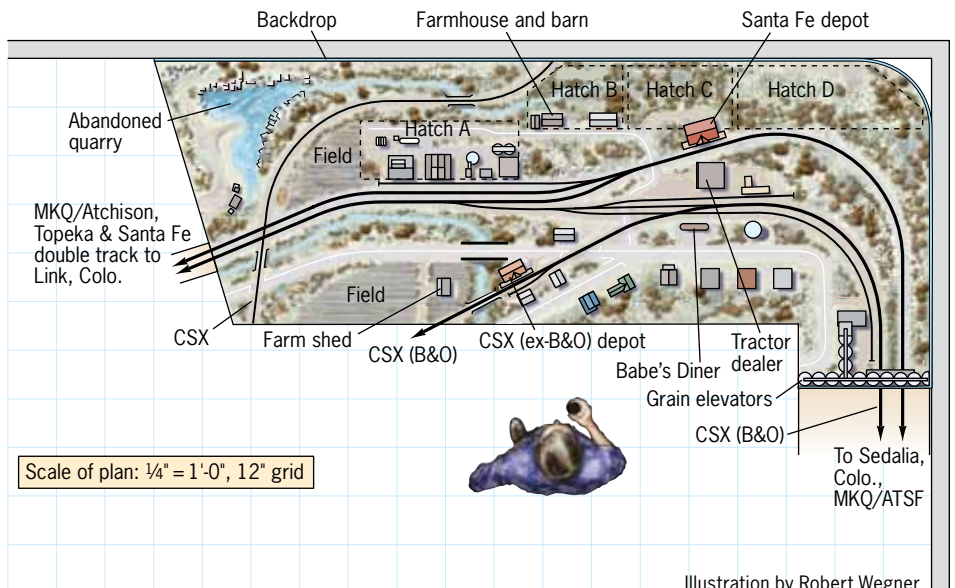 Backdrop
Farmhouse and barn
Santa Fe depot
Hatch B
Hatch C
Hatch D
Abandoned
quarry
Hatch A
Field
MKQ/Atchison,
Topeka & Santa Fe
double track to
Link, Colo.
Field
CSX
Farm shed
CSX (B&O)
CSX (ex-B&O) depot
Babe's Diner
Tractor
dealer
Grain elevators
CSX (B&O)
To Sedalia,
Colo.,
MKQ/ATSF
Scale of plan: ¼" = 1'-0", 12" grid
Illustration by Robert Wegner